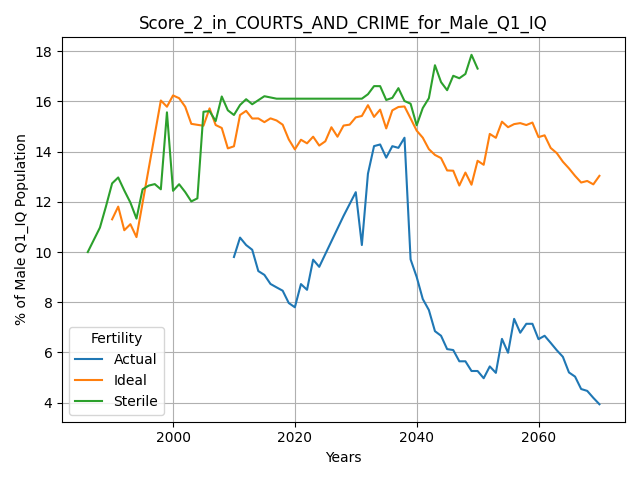 Score_2_in_COURTS_AND_CRIME_for_Male_Q1_IQ
% of Male Q1_IQ Population
18
16
14
12
10
8
6
4
Fertility
Actual
Ideal
Sterile
2000 2020 2040 2060
Years